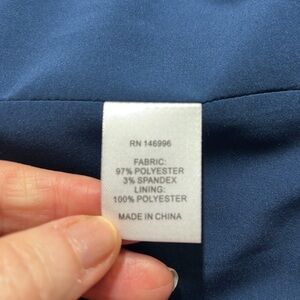 RN 146996
FABRIC:
97% POLYESTER
3% SPANDEX
LINING:
100% POLYESTER
MADE IN CHINA